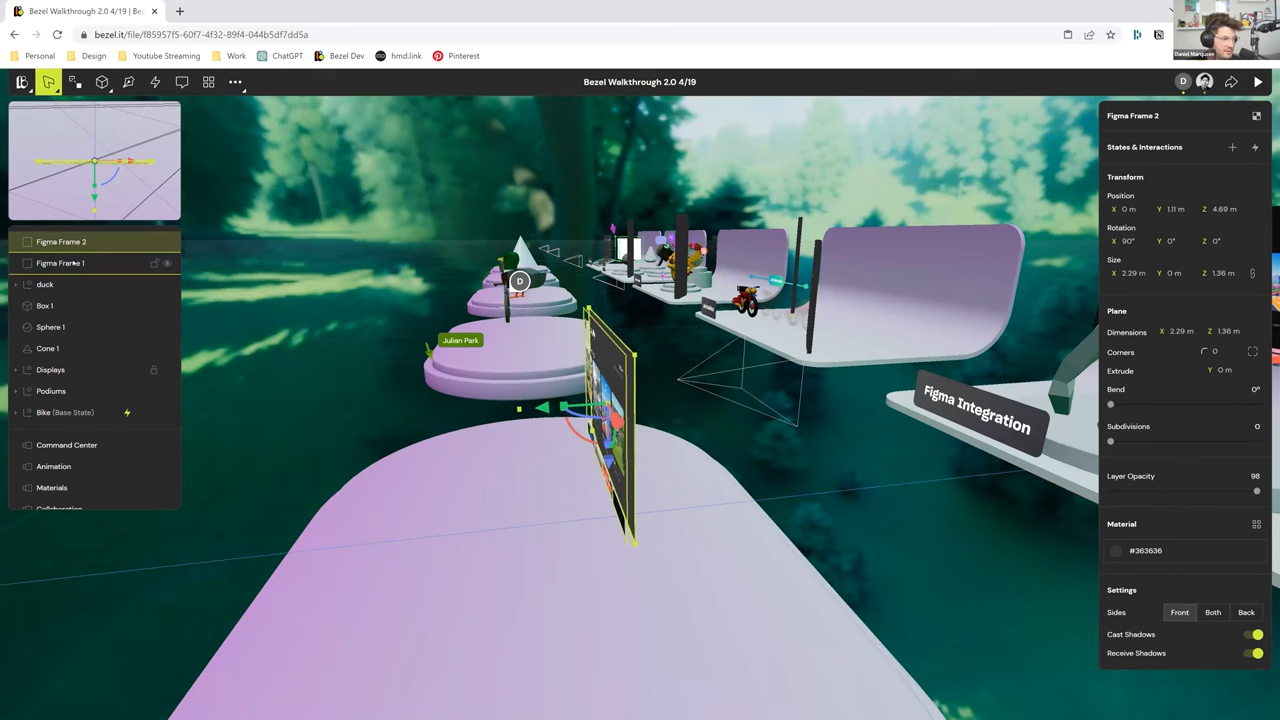 Bezel Walkthrough 2.0 4/19
bezel.it/file/f85957f5-60f7-4f32-89f4-044b5df7dd5a
Personal
Design
Youtube Streaming
Work
ChatGPT
Bezel Dev
hmd.link
Pinterest
Daniel Marqusee
Bezel Walkthrough 2.0 4/19
D
Figma Frame 2
Figma Frame 1
duck
Box 1
Sphere 1
Cone 1
Displays
Podiums
Bike (Base State)
Command Center
Animation
Materials
D
Julian Park
Figma Integration
Figma Frame 2
States & Interactions
Transform
Position
X 0 m Y 1.11 m Z 4.69 m
Rotation
X 90° Y 0° Z 0°
Size
X 2.29 m Y 0 m Z 1.36 m
Plane
Dimensions X 2.29 m Z 1.36 m
Corners 0
Extrude Y 0 m
Bend 0°
Subdivisions 0
Layer Opacity 98
Material
#363636
Settings
Sides Front Both Back
Cast Shadows
Receive Shadows